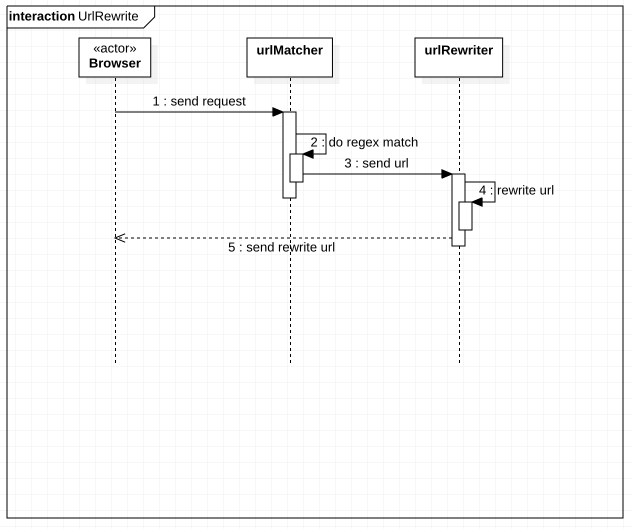 interaction UrlRewrite
«actor»
Browser
urlMatcher
urlRewriter
1 : send request
2 : do regex match
3 : send url
4 : rewrite url
5 : send rewrite url